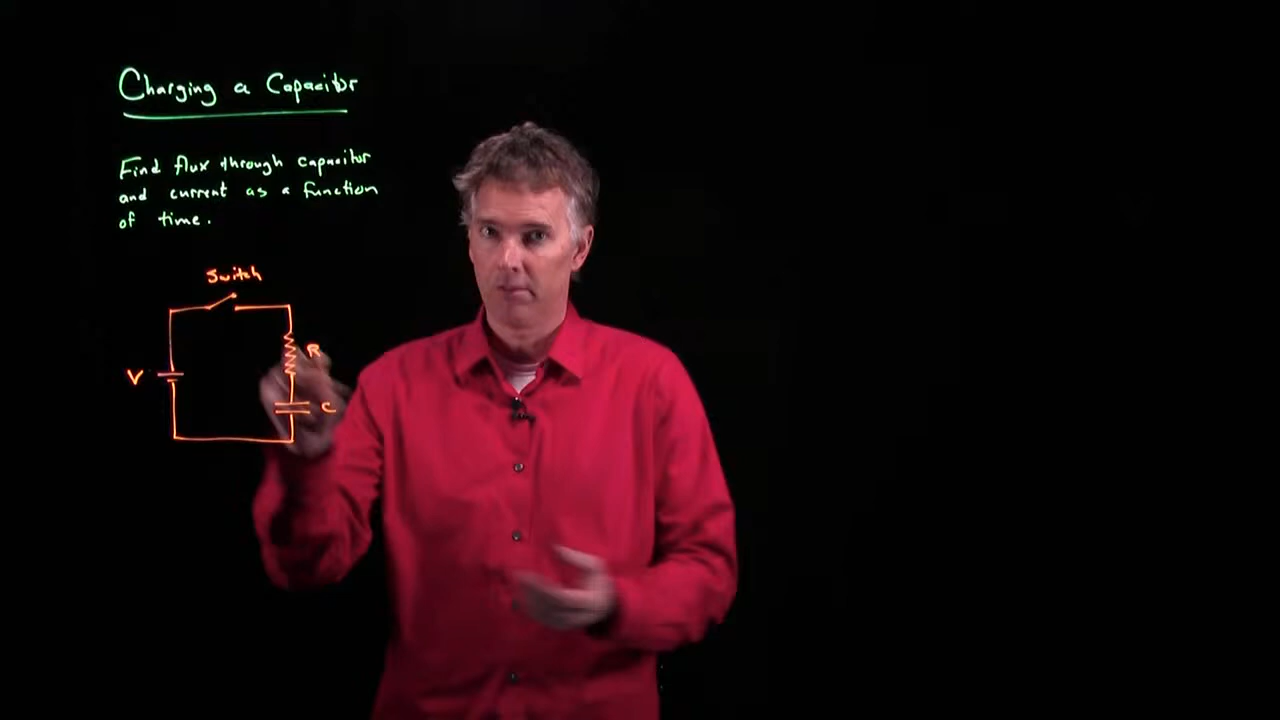 Charging a Capacitor
Find flux through capacitor
and current as a function
of time.
Switch
R
V
C